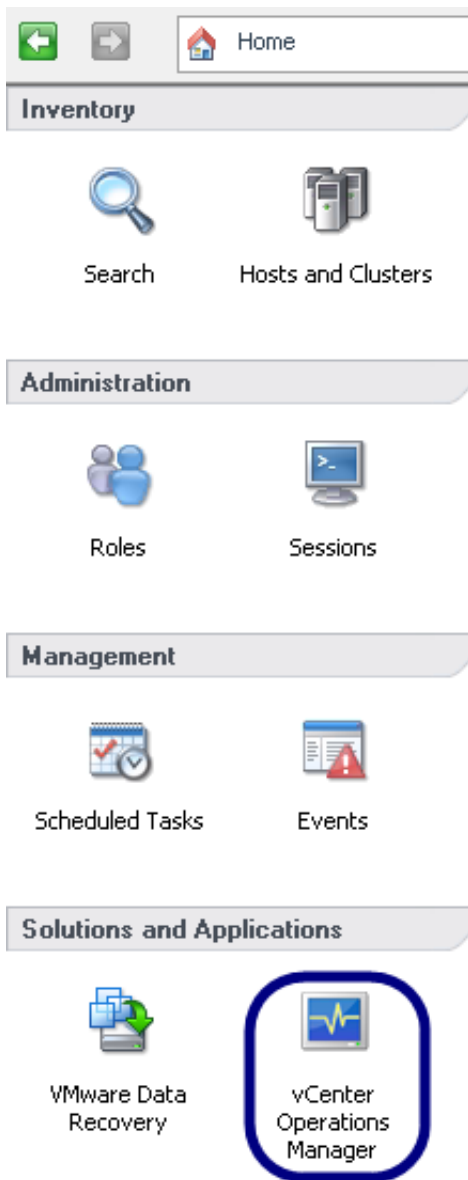 Home
Inventory
Search
Hosts and Clusters
Administration
Roles
Sessions
Management
Scheduled Tasks
Events
Solutions and Applications
VMware Data
Recovery
vCenter
Operations
Manager